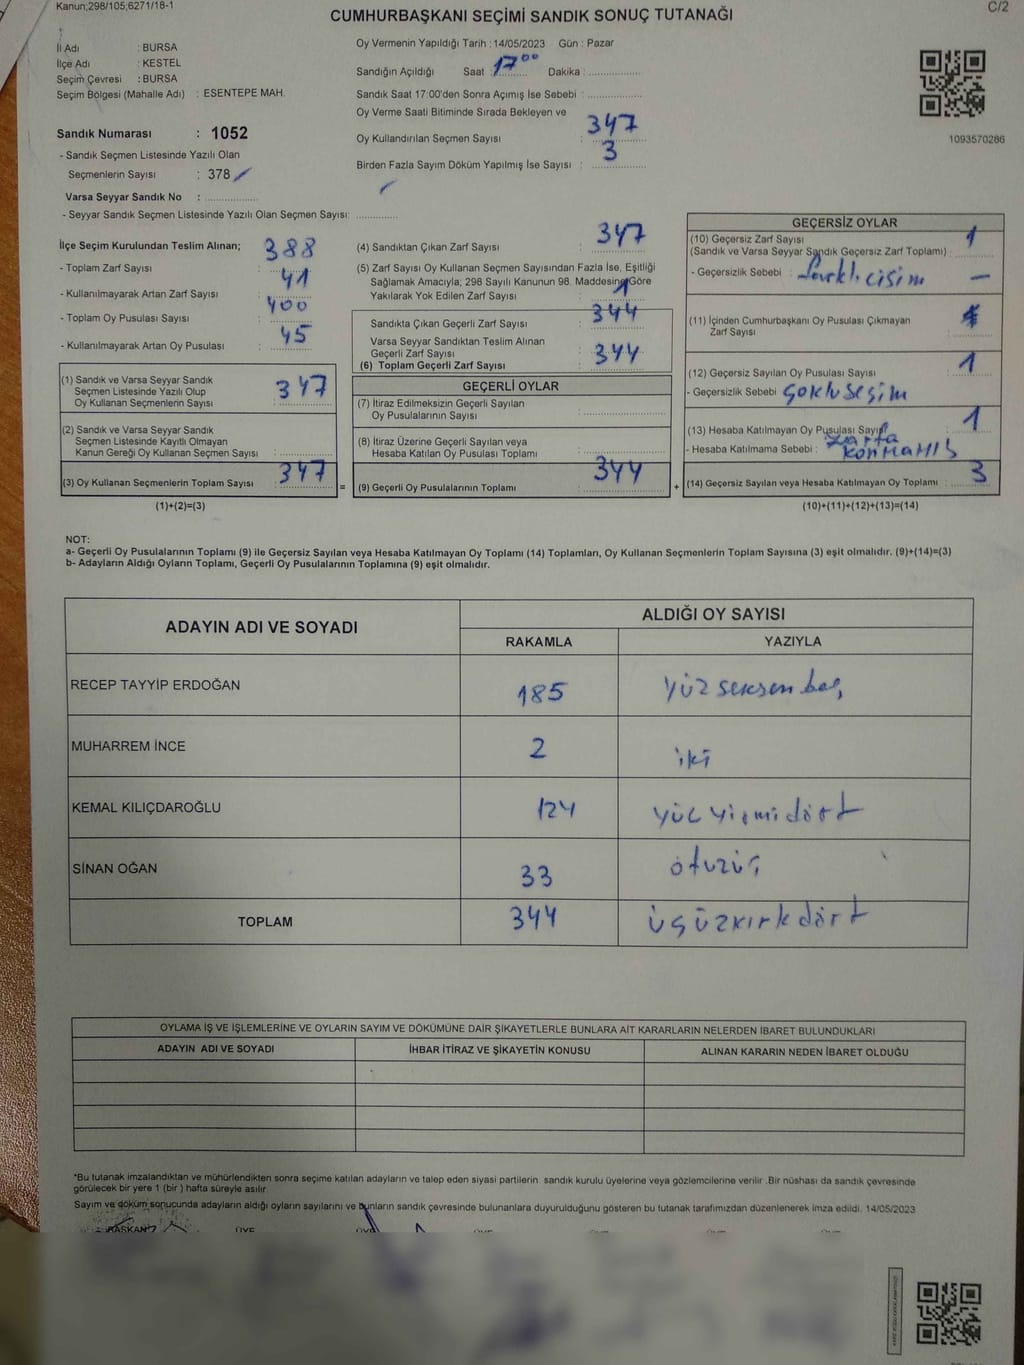 Kanun;298/105;6271/18-1
C/2
CUMHURBAŞKANI SEÇİMİ SANDIK SONUÇ TUTANAĞI
İl Adı : BURSA
İlçe Adı : KESTEL
Seçim Çevresi : BURSA
Seçim Bölgesi (Mahalle Adı) : ESENTEPE MAH.
Sandık Numarası : 1052
- Sandık Seçmen Listesinde Yazılı Olan
Seçmenlerin Sayısı : 378
Varsa Seyyar Sandık No : ....................
- Seyyar Sandık Seçmen Listesinde Yazılı Olan Seçmen Sayısı: ..............
Oy Vermenin Yapıldığı Tarih : 14/05/2023 Gün : Pazar
Sandığın Açıldığı Saat : 17⁰⁰ Dakika : ..................
Sandık Saat 17:00'den Sonra Açımış İse Sebebi : ..................
Oy Verme Saati Bitiminde Sırada Bekleyen ve
Oy Kullandırılan Seçmen Sayısı : 347
Birden Fazla Sayım Döküm Yapılmış İse Sayısı : 3
1093570286
İlçe Seçim Kurulundan Teslim Alınan;
- Toplam Zarf Sayısı : 388
- Kullanılmayarak Artan Zarf Sayısı : 41
- Toplam Oy Pusulası Sayısı : 400
- Kullanılmayarak Artan Oy Pusulası : 45
(1) Sandık ve Varsa Seyyar Sandık
Seçmen Listesinde Yazılı Olup
Oy Kullanan Seçmenlerin Sayısı : 347
(2) Sandık ve Varsa Seyyar Sandık
Seçmen Listesinde Kayıtlı Olmayan
Kanun Gereği Oy Kullanan Seçmen Sayısı : ..................
(3) Oy Kullanan Seçmenlerin Toplam Sayısı : 347
(1)+(2)=(3)
(4) Sandıktan Çıkan Zarf Sayısı : 347
(5) Zarf Sayısı Oy Kullanan Seçmen Sayısından Fazla İse, Eşitliği
Sağlamak Amacıyla; 298 Sayılı Kanunun 98. Maddesine Göre
Yakılarak Yok Edilen Zarf Sayısı : 1
Sandıkta Çıkan Geçerli Zarf Sayısı : 344
Varsa Seyyar Sandıktan Teslim Alınan
Geçerli Zarf Sayısı
(6) Toplam Geçerli Zarf Sayısı : 344
GEÇERLİ OYLAR
(7) İtiraz Edilmeksizin Geçerli Sayılan
Oy Pusulalarının Sayısı : ..................
(8) İtiraz Üzerine Geçerli Sayılan veya
Hesaba Katılan Oy Pusulası Toplamı : ..................
= (9) Geçerli Oy Pusulalarının Toplamı : 344
GEÇERSİZ OYLAR
(10) Geçersiz Zarf Sayısı 1
(Sandık ve Varsa Seyyar Sandık Geçersiz Zarf Toplamı) :
- Geçersizlik Sebebi : farklı cisim —
(11) İçinden Cumhurbaşkanı Oy Pusulası Çıkmayan
Zarf Sayısı
(12) Geçersiz Sayılan Oy Pusulası Sayısı 1
- Geçersizlik Sebebi : Çoklu seçim
(13) Hesaba Katılmayan Oy Pusulası Sayısı 1
- Hesaba Katılmama Sebebi : zarfa
konmamış
+ (14) Geçersiz Sayılan veya Hesaba Katılmayan Oy Toplamı : 3
(10)+(11)+(12)+(13)=(14)
NOT:
a- Geçerli Oy Pusulalarının Toplamı (9) ile Geçersiz Sayılan veya Hesaba Katılmayan Oy Toplamı (14) Toplamları, Oy Kullanan Seçmenlerin Toplam Sayısına (3) eşit olmalıdır. (9)+(14)=(3)
b- Adayların Aldığı Oyların Toplamı, Geçerli Oy Pusulalarının Toplamına (9) eşit olmalıdır.
ADAYIN ADI VE SOYADI ALDIĞI OY SAYISI
RAKAMLA YAZIYLA
RECEP TAYYİP ERDOĞAN 185 yüz seksen beş
MUHARREM İNCE 2 iki
KEMAL KILIÇDAROĞLU 124 yüz yirmi dört
SİNAN OĞAN 33 otuzüç
TOPLAM 344 üçüzkırkdört
OYLAMA İŞ VE İŞLEMLERİNE VE OYLARIN SAYIM VE DÖKÜMÜNE DAİR ŞİKAYETLERLE BUNLARA AİT KARARLARIN NELERDEN İBARET BULUNDUKLARI
ADAYIN ADI VE SOYADI İHBAR İTİRAZ VE ŞİKAYETİN KONUSU ALINAN KARARIN NEDEN İBARET OLDUĞU
*Bu tutanak imzalandıktan ve mühürlendikten sonra seçime katılan adayların ve talep eden siyasi partilerin sandık kurulu üyelerine veya gözlemcilerine verilir .Bir nüshası da sandık çevresinde
görülecek bir yere 1 (bir ) hafta süreyle asılır.
Sayım ve döküm sonucunda adayların aldığı oyların sayılarını ve bunların sandık çevresinde bulunanlara duyurulduğunu gösteren bu tutanak tarafımızdan düzenlenerek imza edildi. 14/05/2023
BAŞKAN ÜYE ÜYE